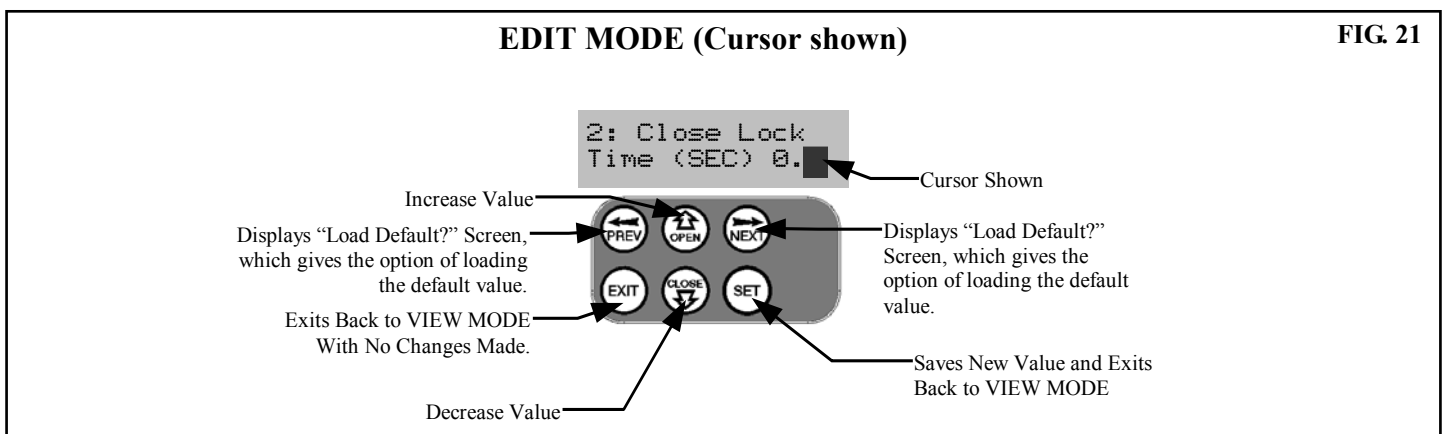 EDIT MODE (Cursor shown)
FIG. 21
2: Close Lock
Time (SEC) 0.
Cursor Shown
Increase Value
Displays “Load Default?” Screen,
which gives the option of loading
the default value.
Exits Back to VIEW MODE
With No Changes Made.
Decrease Value
PREV
OPEN
NEXT
EXIT
CLOSE
SET
Displays “Load Default?”
Screen, which gives the
option of loading the default
value.
Saves New Value and Exits
Back to VIEW MODE